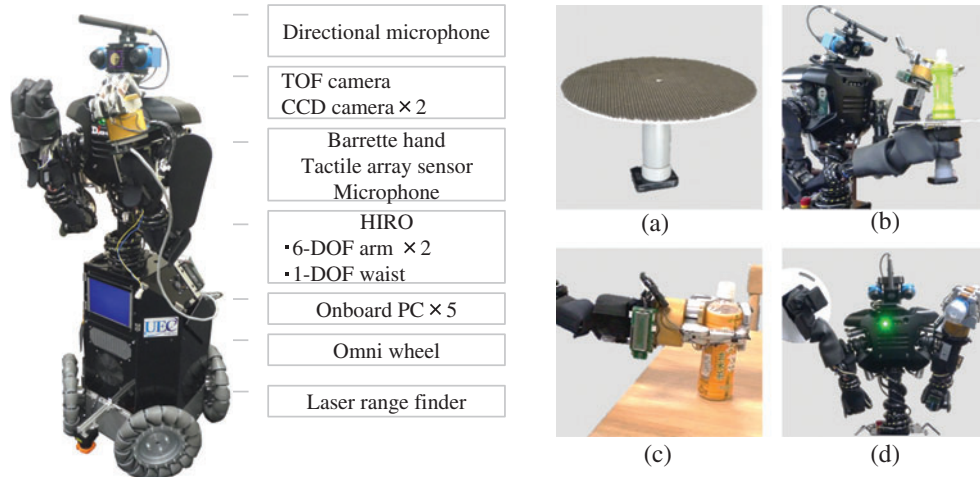 Directional microphone
TOF camera
CCD camera × 2
Barrette hand
Tactile array sensor
Microphone
HIRO
・6-DOF arm × 2
・1-DOF waist
Onboard PC × 5
Omni wheel
Laser range finder
UEC
(a)
(b)
(c)
(d)